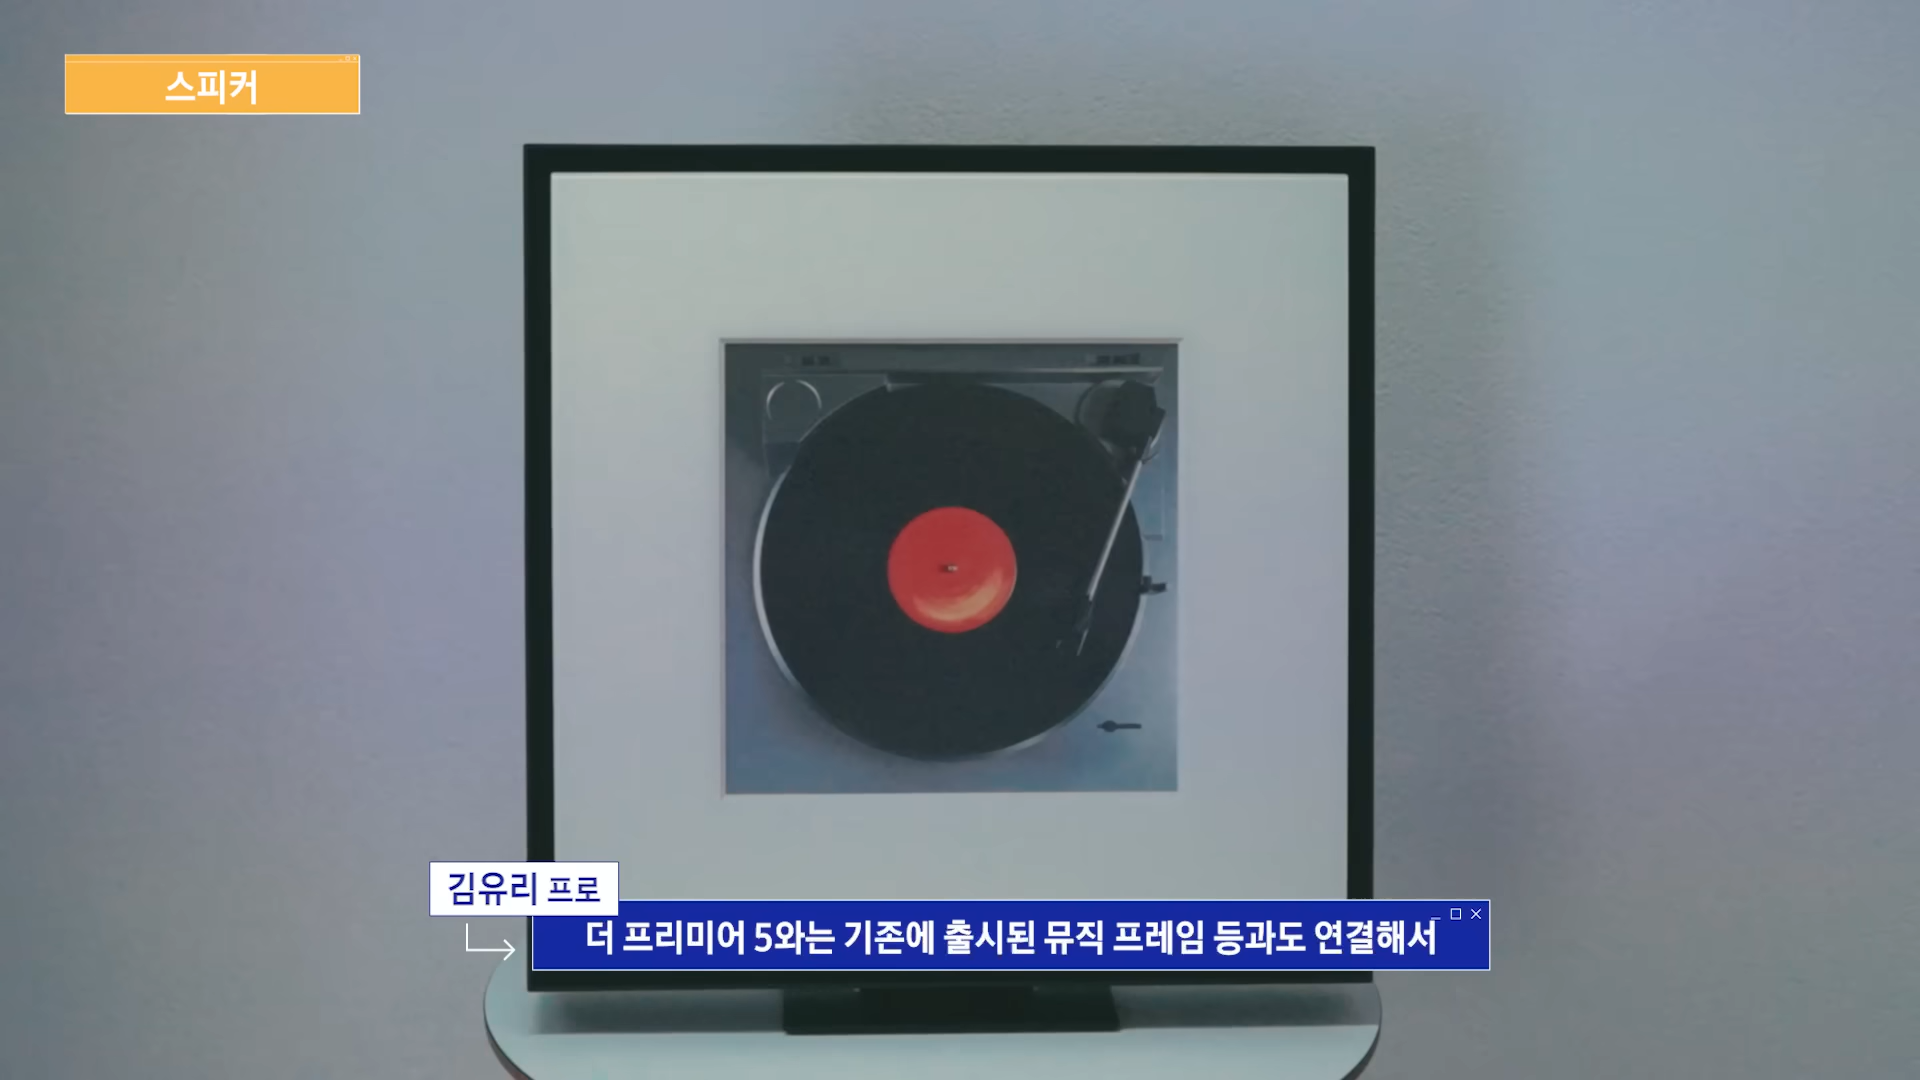 스피커
김유리 프로
더 프리미어 5와는 기존에 출시된 뮤직 프레임 등과도 연결해서